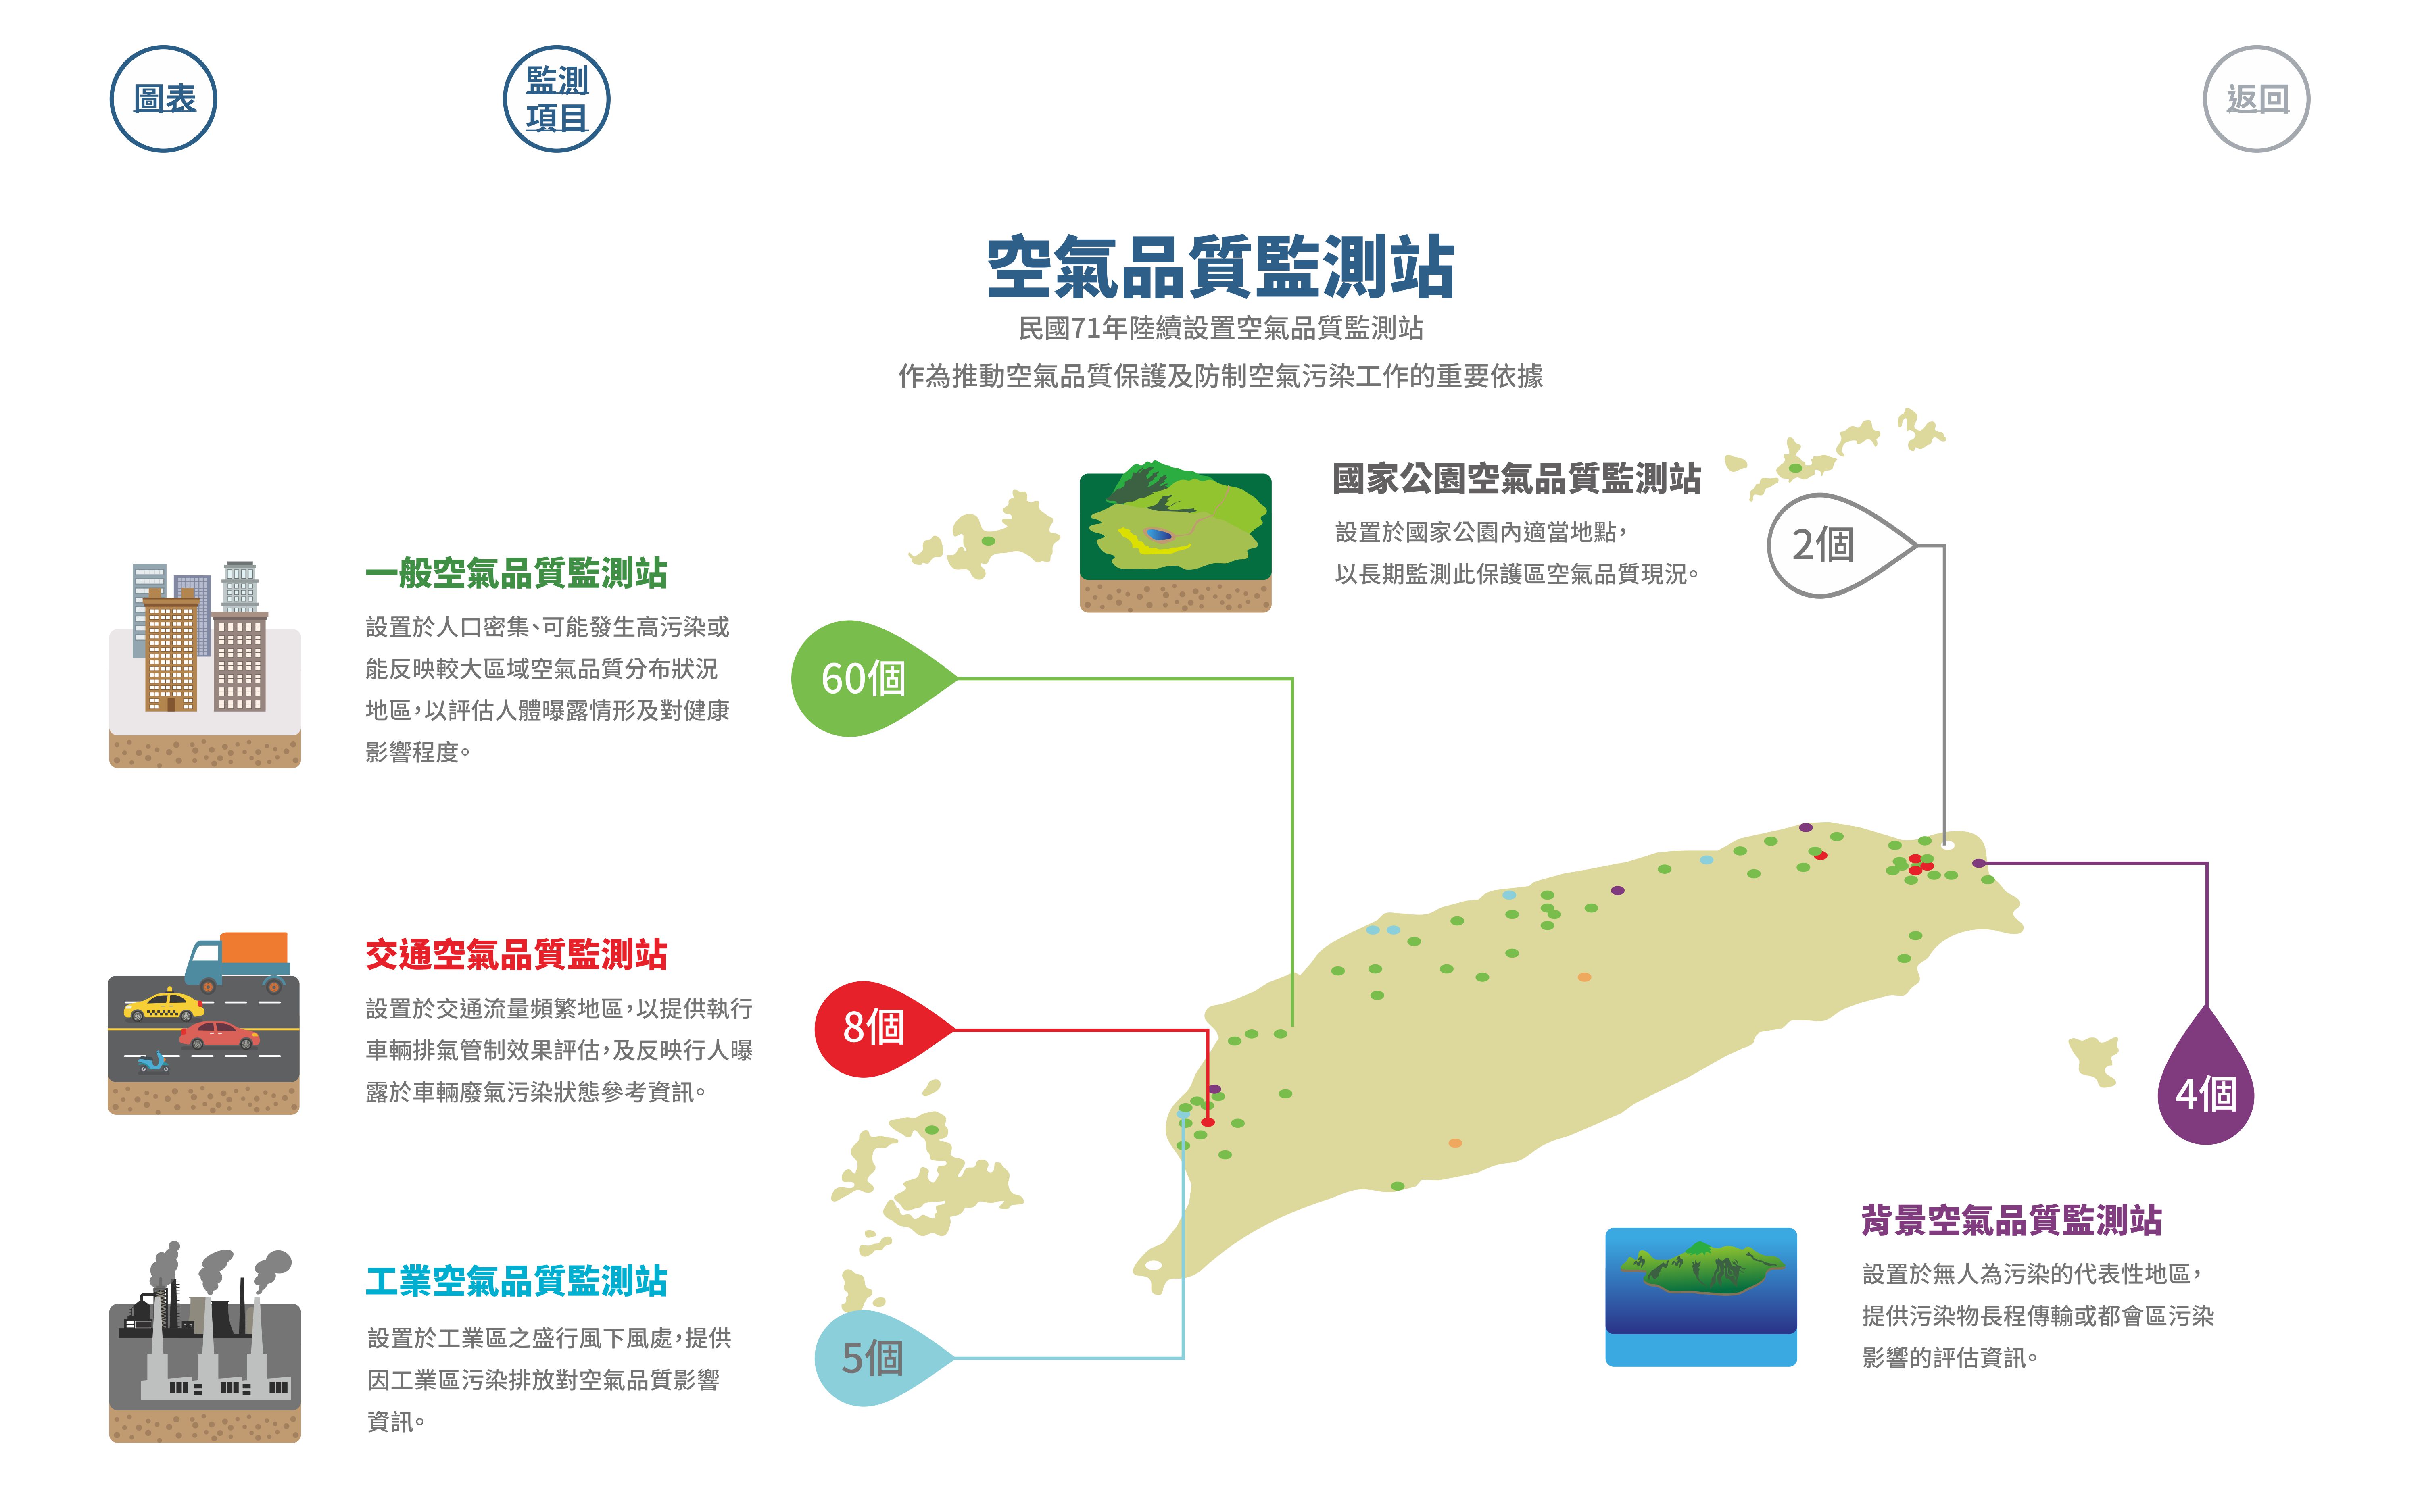 圖表
監測
項目
返回
空氣品質監測站
民國71年陸續設置空氣品質監測站
作為推動空氣品質保護及防制空氣污染工作的重要依據
國家公園空氣品質監測站
設置於國家公園內適當地點，
以長期監測此保護區空氣品質現況。
2個
一般空氣品質監測站
設置於人口密集、可能發生高污染或
能反映較大區域空氣品質分布狀況
地區，以評估人體曝露情形及對健康
影響程度。
60個
交通空氣品質監測站
設置於交通流量頻繁地區，以提供執行
車輛排氣管制效果評估，及反映行人曝
露於車輛廢氣污染狀態參考資訊。
8個
4個
工業空氣品質監測站
設置於工業區之盛行風下風處，提供
因工業區污染排放對空氣品質影響
資訊。
5個
背景空氣品質監測站
設置於無人為污染的代表性地區，
提供污染物長程傳輸或都會區污染
影響的評估資訊。